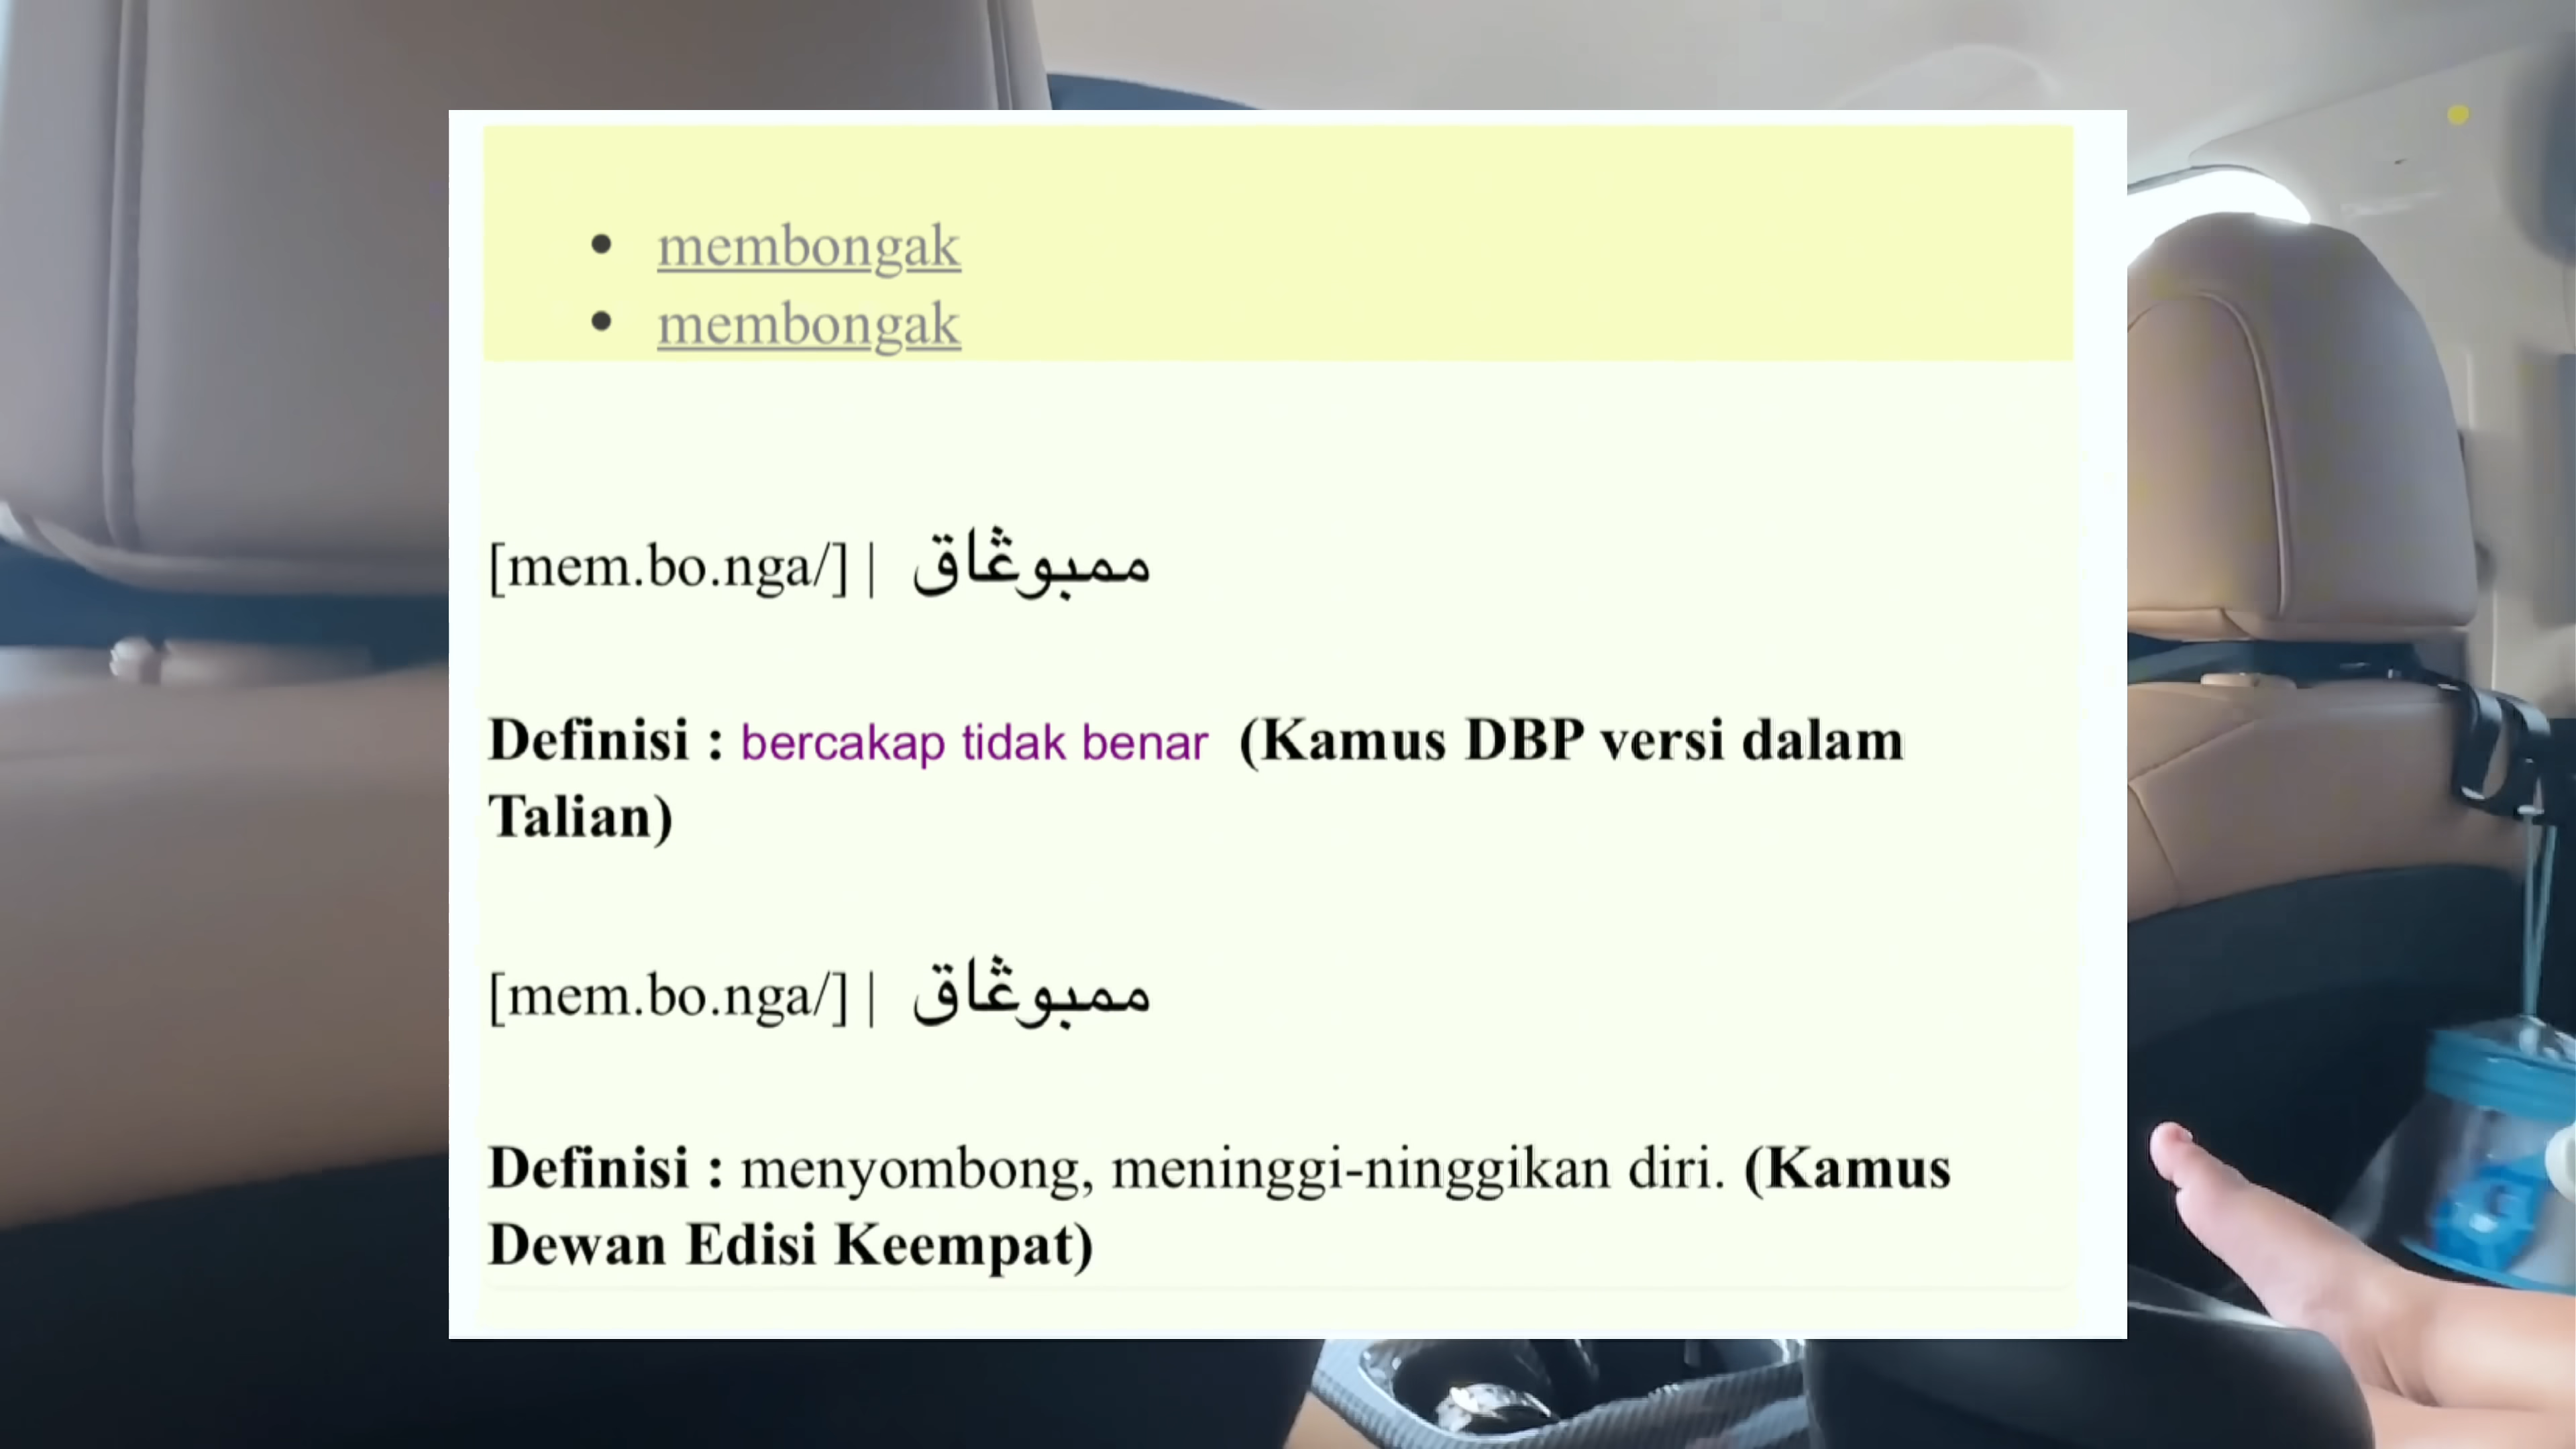 membongak
membongak
[mem.bo.nga/] | ممبوڠاق
Definisi : bercakap tidak benar (Kamus DBP versi dalam
Talian)
[mem.bo.nga/] | ممبوڠاق
Definisi : menyombong, meninggi-ninggikan diri. (Kamus
Dewan Edisi Keempat)